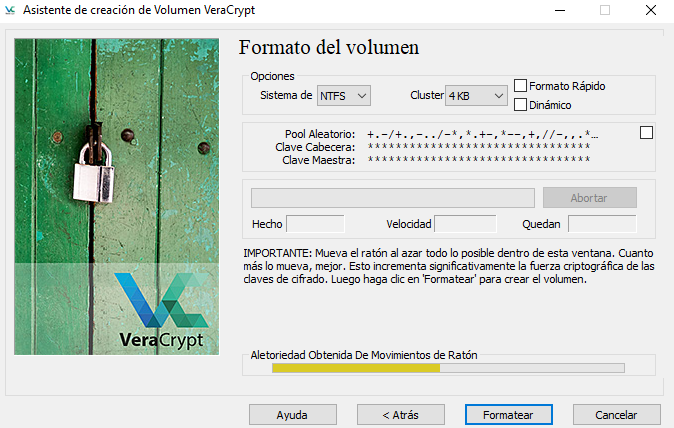 Asistente de creación de Volumen VeraCrypt
Formato del volumen
Opciones
Sistema de NTFS Cluster 4 KB Formato Rápido
Dinámico
Pool Aleatorio: +.-/+.,-../-*,*.+-,*--,+,//-,,.*...
Clave Cabecera: ********************************
Clave Maestra: ********************************
Abortar
Hecho Velocidad Quedan
IMPORTANTE: Mueva el ratón al azar todo lo posible dentro de esta ventana. Cuanto
más lo mueva, mejor. Esto incrementa significativamente la fuerza criptográfica de las
claves de cifrado. Luego haga clic en 'Formatear' para crear el volumen.
VeraCrypt
Aletoriedad Obtenida De Movimientos de Ratón
Ayuda < Atrás Formatear Cancelar